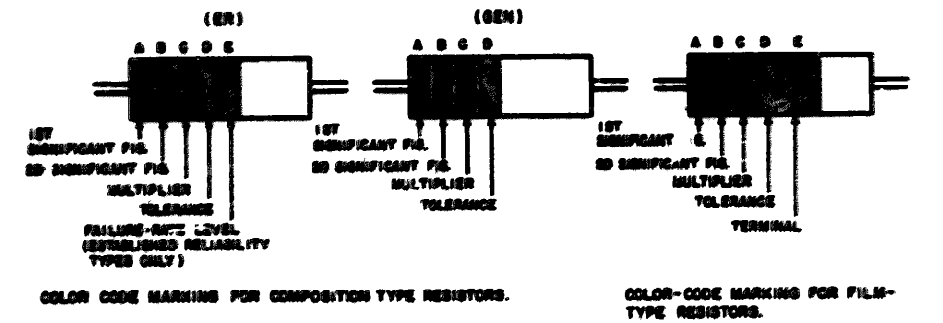 (ER)
A B C D E
1ST
SIGNIFICANT FIG.
2D SIGNIFICANT FIG.
MULTIPLIER
TOLERANCE
FAILURE-RATE LEVEL
(ESTABLISHED RELIABILITY
TYPES ONLY)
(GEN)
A B C D
1ST
SIGNIFICANT FIG.
2D SIGNIFICANT FIG.
MULTIPLIER
TOLERANCE
COLOR CODE MARKING FOR COMPOSITION TYPE RESISTORS.
A B C D E
1ST
SIGNIFICANT G.
2D SIGNIFICANT FIG.
MULTIPLIER
TOLERANCE
TERMINAL
COLOR-CODE MARKING FOR FILM-
TYPE RESISTORS.